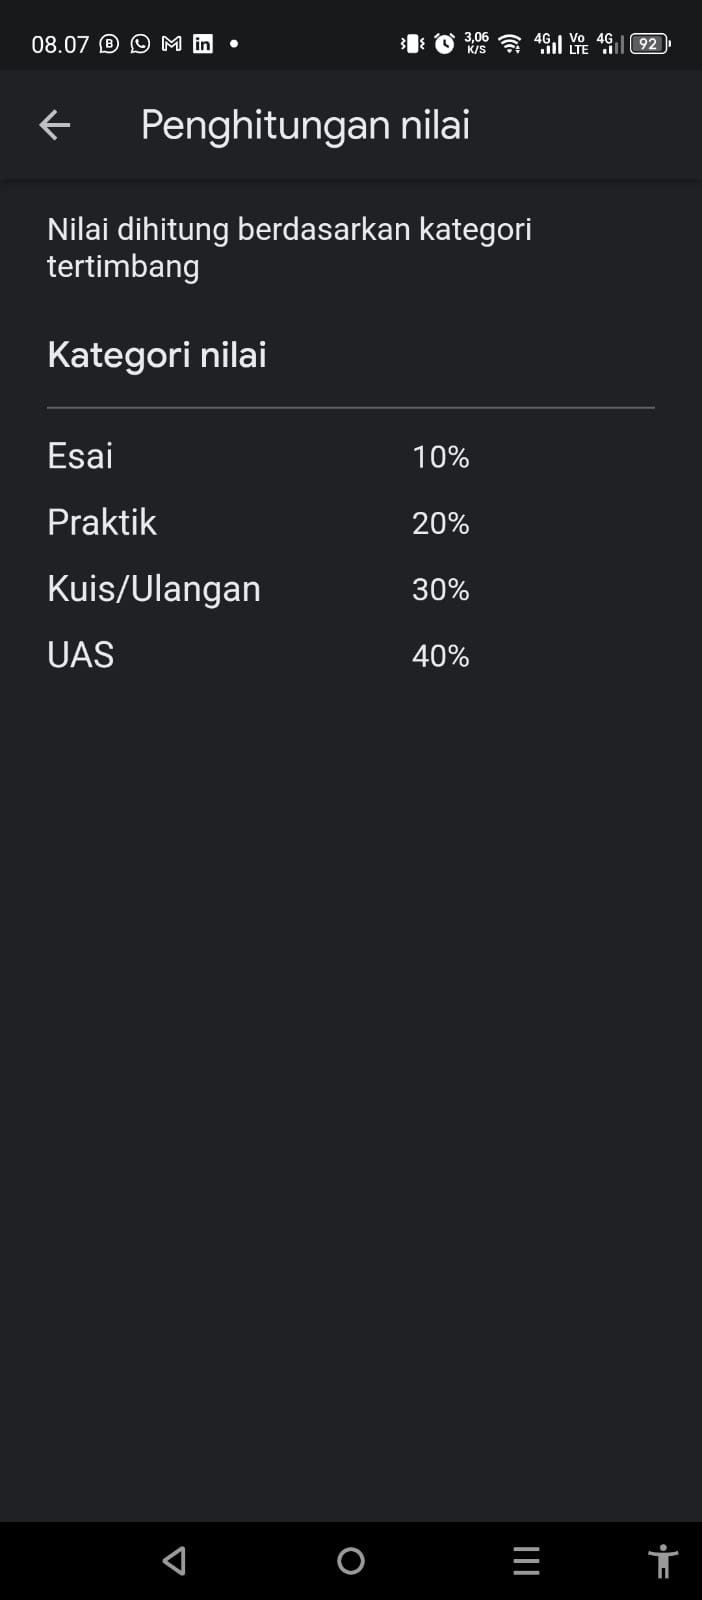 08.07
3,06
K/S
4G
Vo
LTE
4G
92
Penghitungan nilai
Nilai dihitung berdasarkan kategori
tertimbang
Kategori nilai
Esai 10%
Praktik 20%
Kuis/Ulangan 30%
UAS 40%